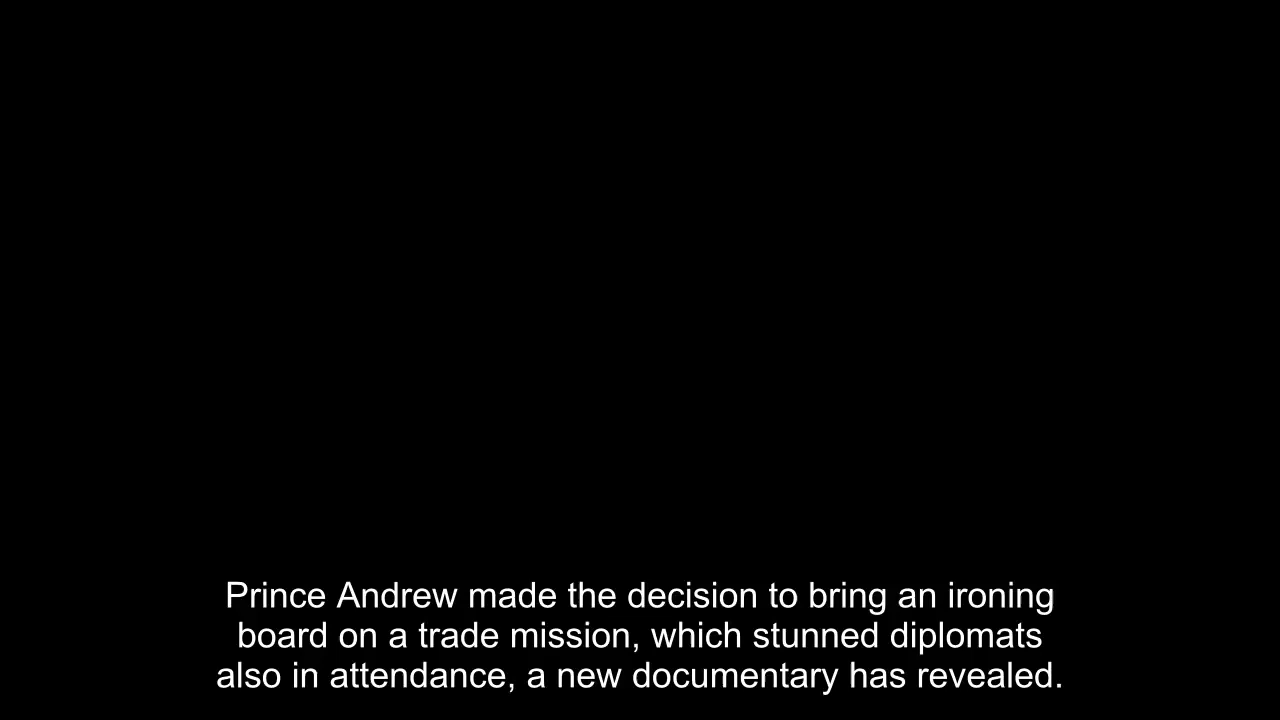 Prince Andrew made the decision to bring an ironing
board on a trade mission, which stunned diplomats
also in attendance, a new documentary has revealed.